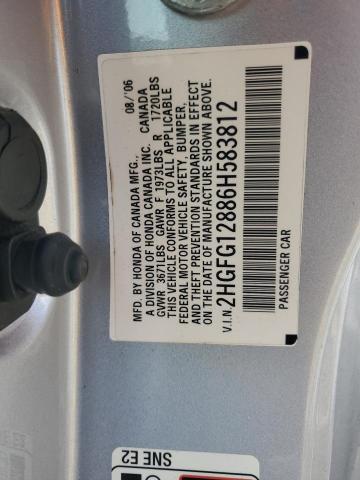 MFD. BY HONDA OF CANADA MFG., 08/'06
A DIVISION OF HONDA CANADA INC. CANADA
GVWR 3671LBS GAWR F 1973LBS R 1720LBS
THIS VEHICLE CONFORMS TO ALL APPLICABLE
FEDERAL MOTOR VEHICLE SAFETY, BUMPER,
AND THEFT PREVENTION STANDARDS IN EFFECT
ON THE DATE OF MANUFACTURE SHOWN ABOVE.
V.I.N. 2HGFG12886H583812
PASSENGER CAR
SNE E2